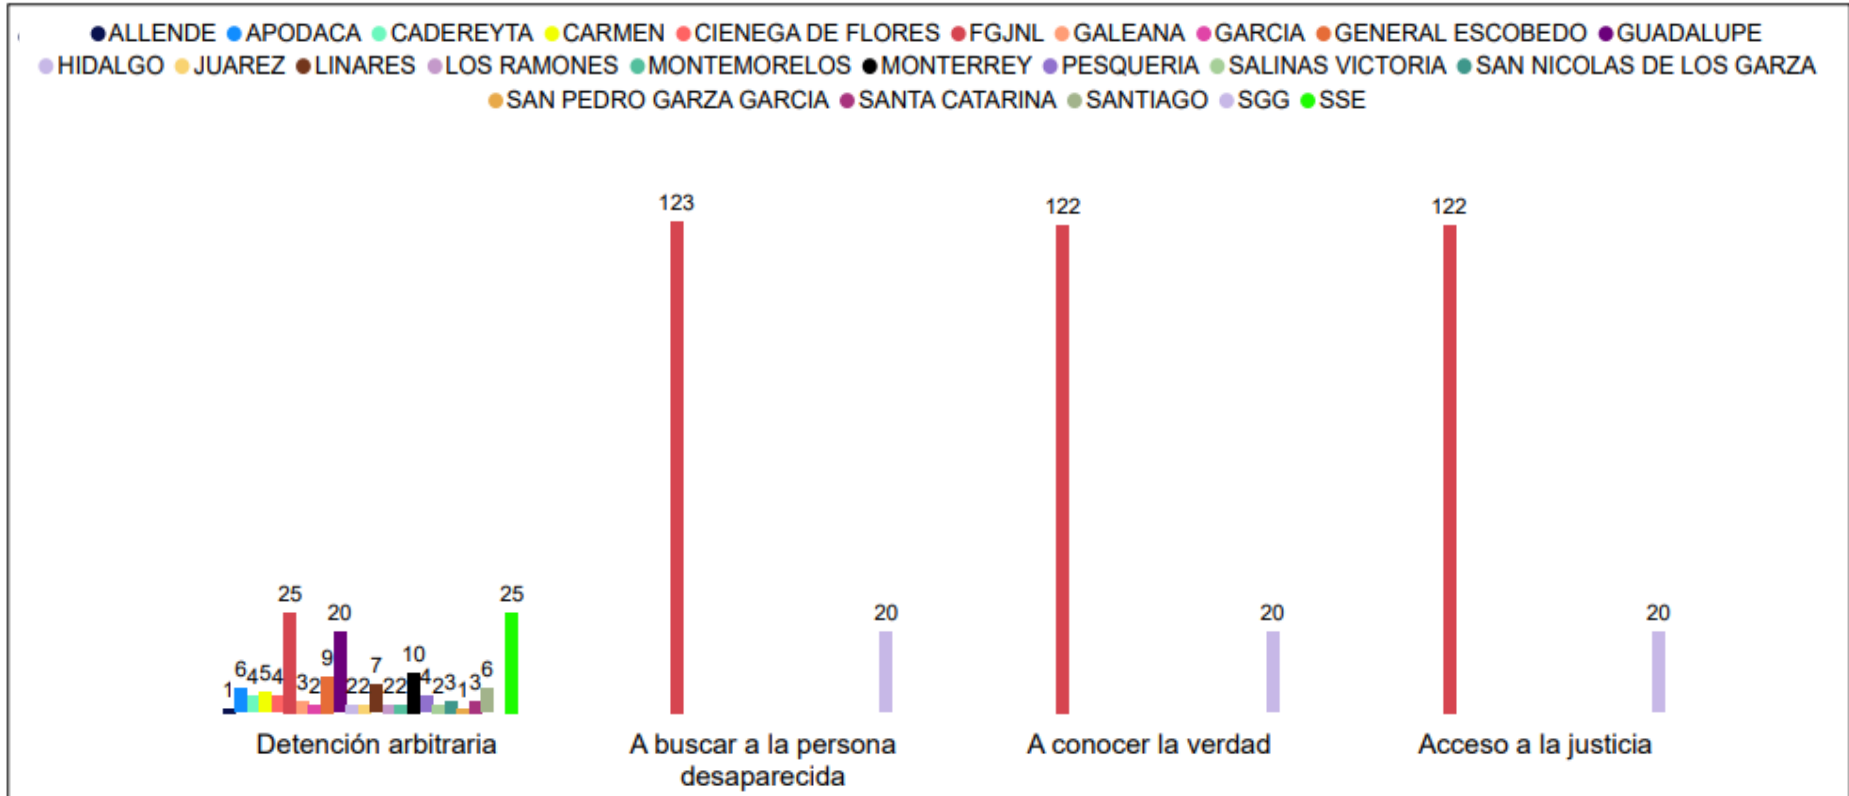 ALLENDE APODACA CADEREYTA CARMEN CIENEGA DE FLORES FGJNL GALEANA GARCIA GENERAL ESCOBEDO GUADALUPE
HIDALGO JUAREZ LINARES LOS RAMONES MONTEMORELOS MONTERREY PESQUERIA SALINAS VICTORIA SAN NICOLAS DE LOS GARZA
SAN PEDRO GARZA GARCIA SANTA CATARINA SANTIAGO SGG SSE
123 122 122
25 20 25 20 20 20
1 6 4 5 4 3 2 9 2 2 7 2 2 10 4 2 3 1 3 6
Detención arbitraria
A buscar a la persona
desaparecida
A conocer la verdad
Acceso a la justicia